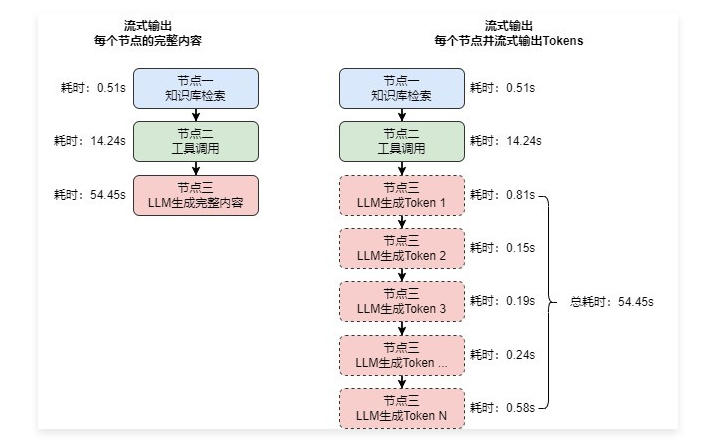 流式输出
每个节点的完整内容
耗时：0.51s
节点一
知识库检索
耗时：14.24s
节点二
工具调用
耗时：54.45s
节点三
LLM生成完整内容
流式输出
每个节点并流式输出Tokens
节点一
知识库检索
耗时：0.51s
节点二
工具调用
耗时：14.24s
节点三
LLM生成Token 1
耗时：0.81s
节点三
LLM生成Token 2
耗时：0.15s
节点三
LLM生成Token 3
耗时：0.19s
节点三
LLM生成Token ...
耗时：0.24s
节点三
LLM生成Token N
耗时：0.58s
总耗时：54.45s